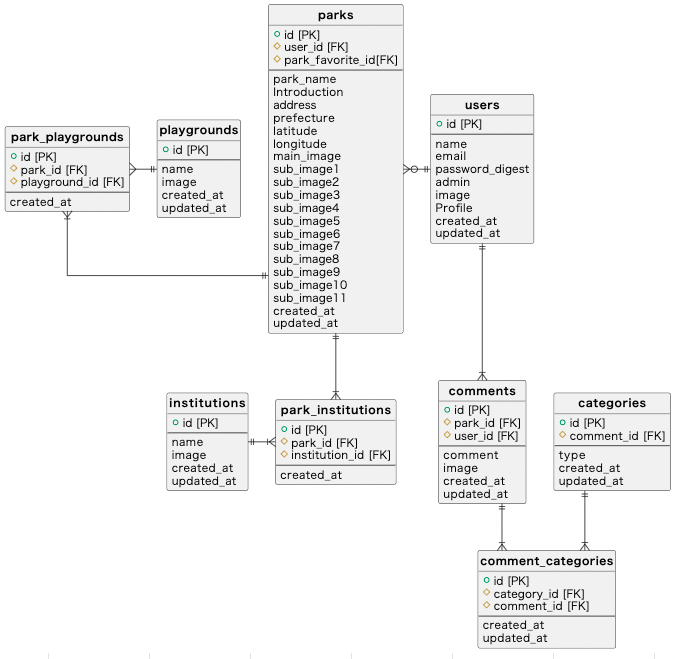 parks
id [PK]
user_id [FK]
park_favorite_id[FK]
park_name
Introduction
address
prefecture
latitude
longitude
main_image
sub_image1
sub_image2
sub_image3
sub_image4
sub_image5
sub_image6
sub_image7
sub_image8
sub_image9
sub_image10
sub_image11
created_at
updated_at
users
id [PK]
name
email
password_digest
admin
image
Profile
created_at
updated_at
park_playgrounds
id [PK]
park_id [FK]
playground_id [FK]
created_at
playgrounds
id [PK]
name
image
created_at
updated_at
institutions
id [PK]
name
image
created_at
updated_at
park_institutions
id [PK]
park_id [FK]
institution_id [FK]
created_at
comments
id [PK]
park_id [FK]
user_id [FK]
comment
image
created_at
updated_at
categories
id [PK]
comment_id [FK]
type
created_at
updated_at
comment_categories
id [PK]
category_id [FK]
comment_id [FK]
created_at
updated_at